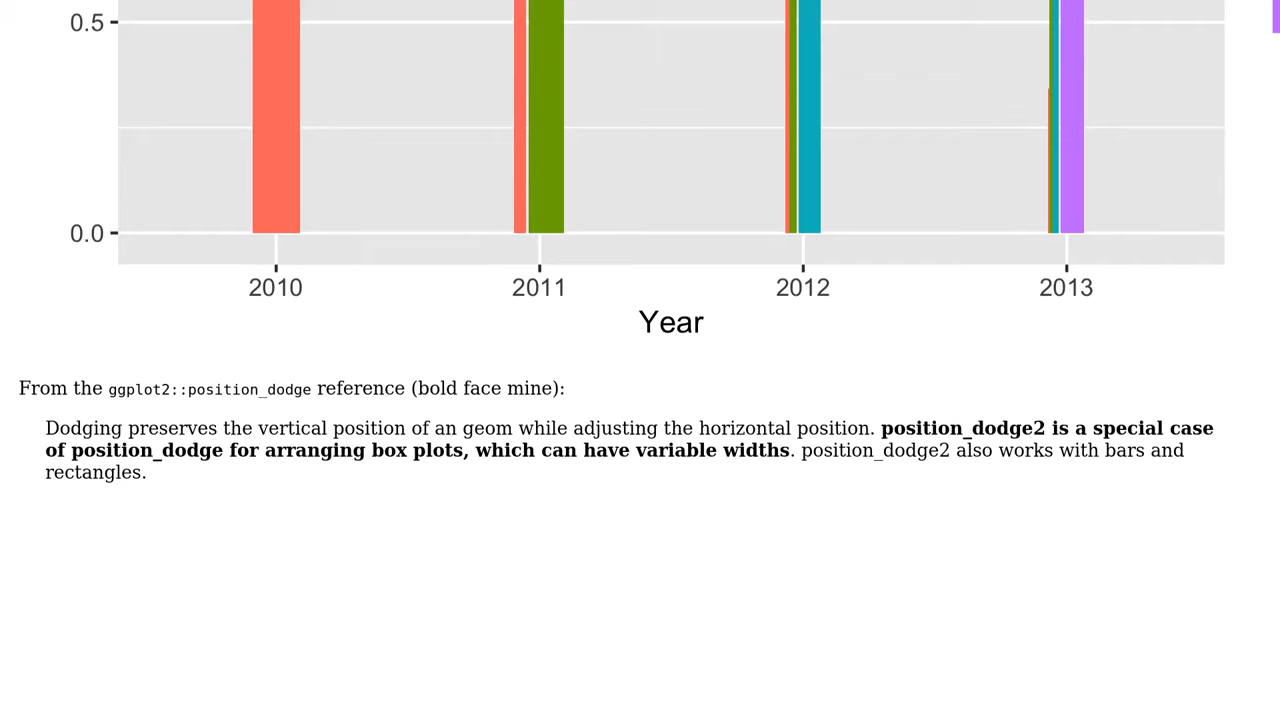 0.5
0.0
2010 2011 2012 2013
Year
From the ggplot2::position_dodge reference (bold face mine):
Dodging preserves the vertical position of an geom while adjusting the horizontal position. position_dodge2 is a special case
of position_dodge for arranging box plots, which can have variable widths. position_dodge2 also works with bars and
rectangles.